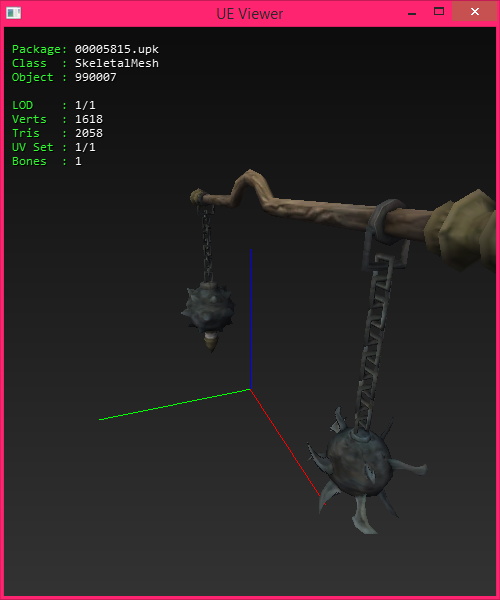 UE Viewer
Package: 00005815.upk
Class : SkeletalMesh
Object : 990007
LOD : 1/1
Verts : 1618
Tris : 2058
UV Set : 1/1
Bones : 1